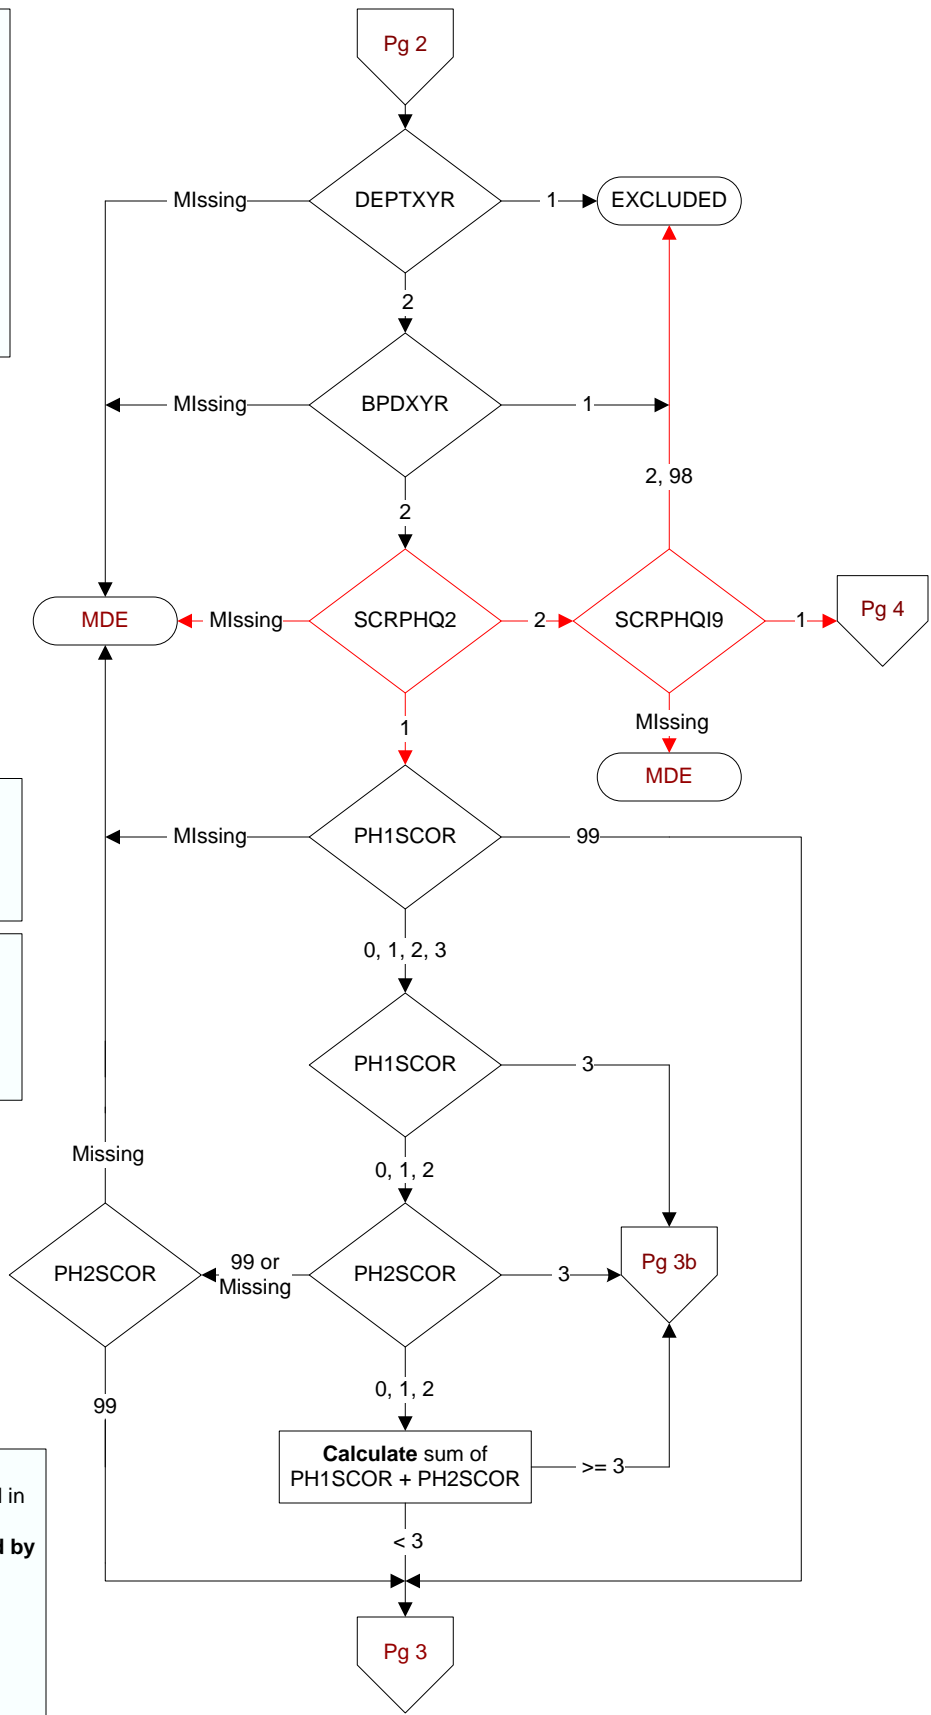 Pg 2
DEPTXYR
MIssing
1
EXCLUDED
2
BPDXYR
MIssing
1
2, 98
2
SCRPHQ2
MIssing
MDE
2
SCRPHQI9
1
Pg 4
MIssing
MDE
1
PH1SCOR
MIssing
99
0, 1, 2, 3
PH1SCOR
3
0, 1, 2
Missing
PH2SCOR
99 or
Missing
PH2SCOR
3
Pg 3b
99
0, 1, 2
Calculate sum of
PH1SCOR + PH2SCOR
>= 3
< 3
Pg 3
in
by